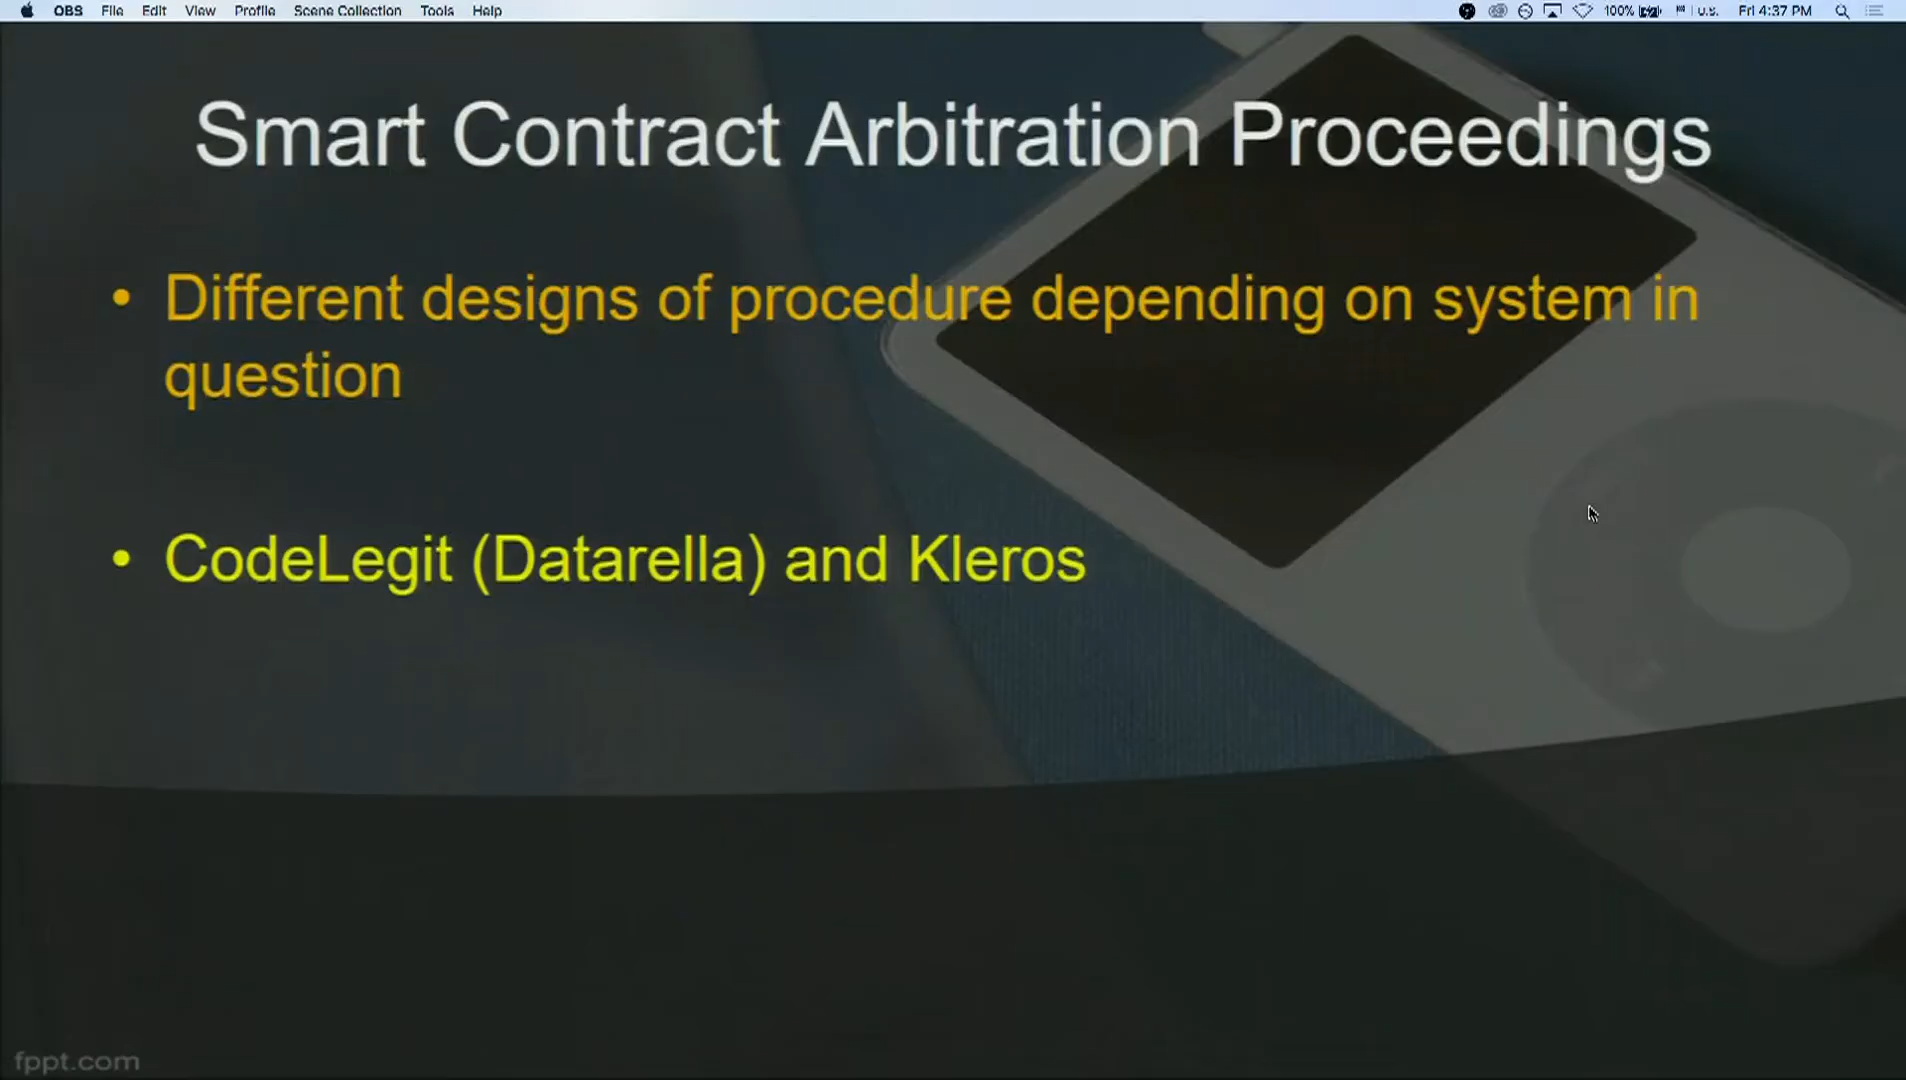 OBS File Edit View Profile Scene Collection Tools Help 100% U.S. Fri 4:37 PM
Smart Contract Arbitration Proceedings
• Different designs of procedure depending on system in
question
• CodeLegit (Datarella) and Kleros
fppt.com